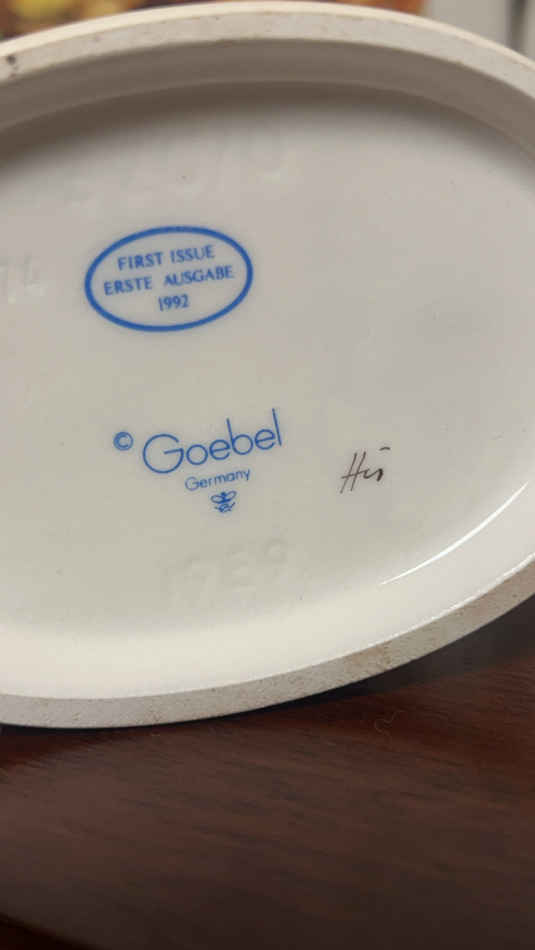 FIRST ISSUE
ERSTE AUSGABE
1992
© Goebel
Germany